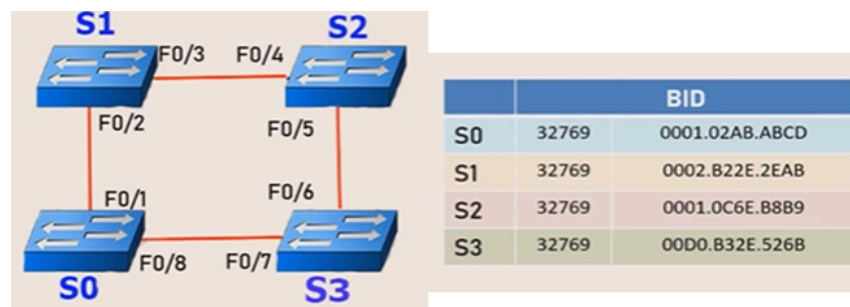 S1
S2
F0/3 F0/4
F0/2
F0/5
F0/1
F0/6
F0/8
F0/7
S0
S3
BID
S0 32769 0001.02AB.ABCD
S1 32769 0002.B22E.2EAB
S2 32769 0001.0C6E.B8B9
S3 32769 00D0.B32E.526B